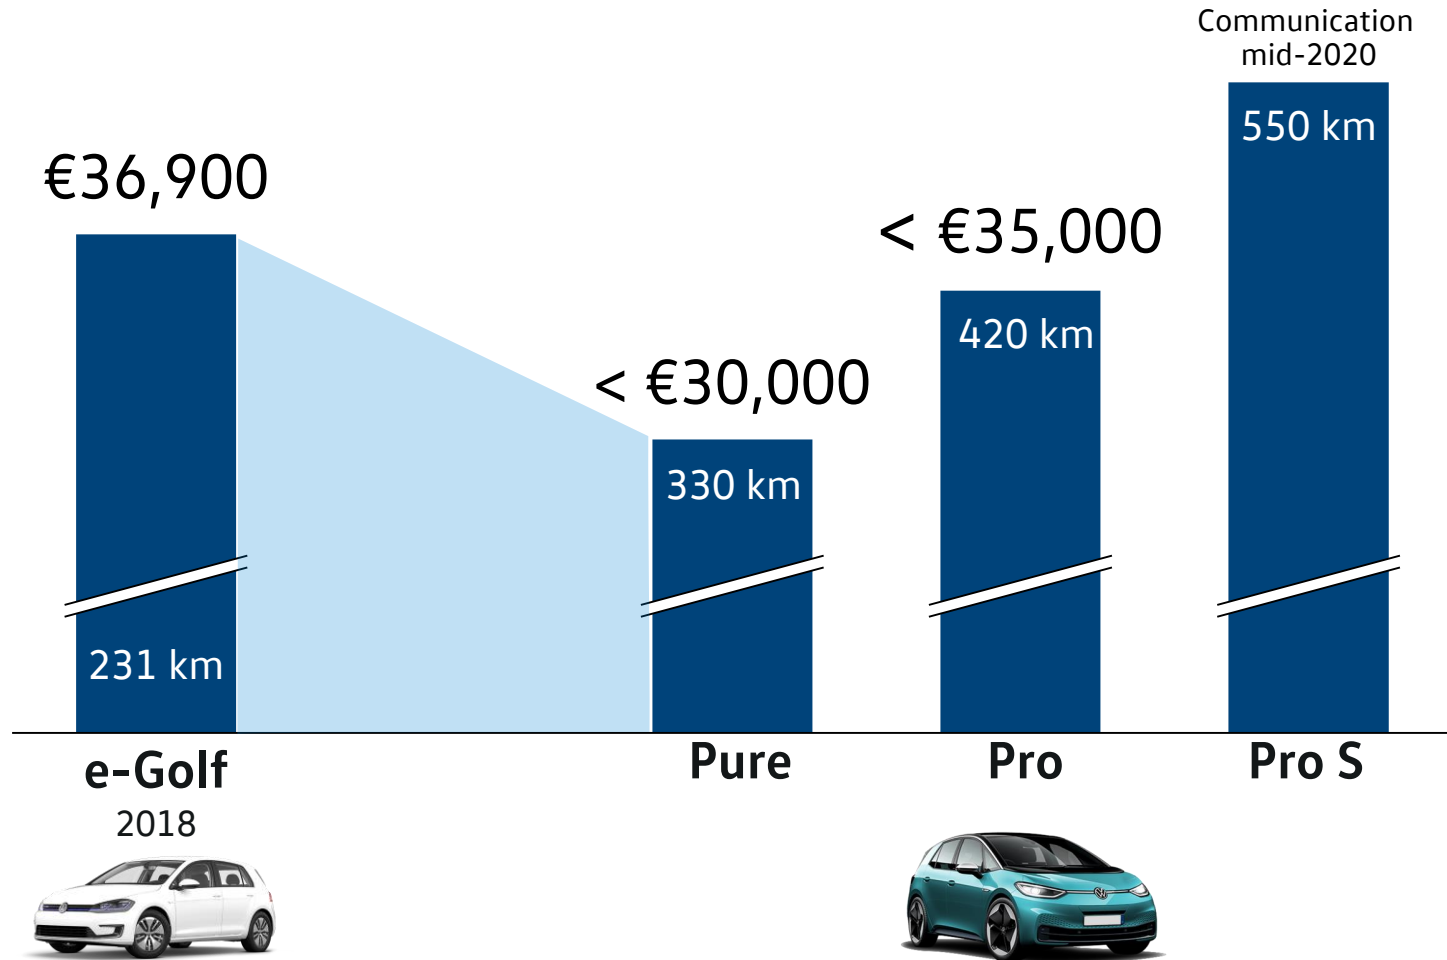 Communication
mid-2020
550 km
€36,900
< €35,000
420 km
< €30,000
330 km
231 km
e-Golf
Pure
Pro
Pro S
2018